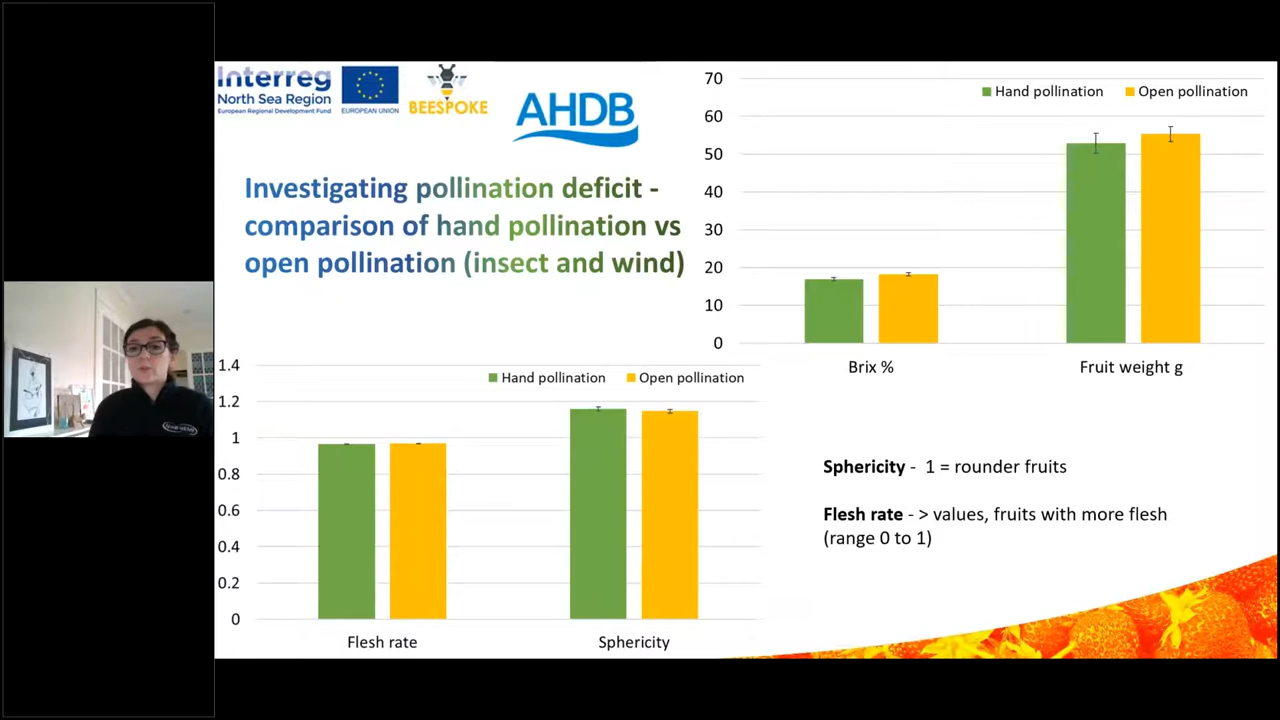 Interreg
North Sea Region
European Regional Development Fund
EUROPEAN UNION
BEESPOKE
AHDB
Investigating pollination deficit -
comparison of hand pollination vs
open pollination (insect and wind)
70
60
50
40
30
20
10
0
Hand pollination
Open pollination
Brix %
Fruit weight g
1.4
1.2
1
0.8
0.6
0.4
0.2
0
Hand pollination
Open pollination
Flesh rate
Sphericity
Sphericity - 1 = rounder fruits
Flesh rate - > values, fruits with more flesh
(range 0 to 1)